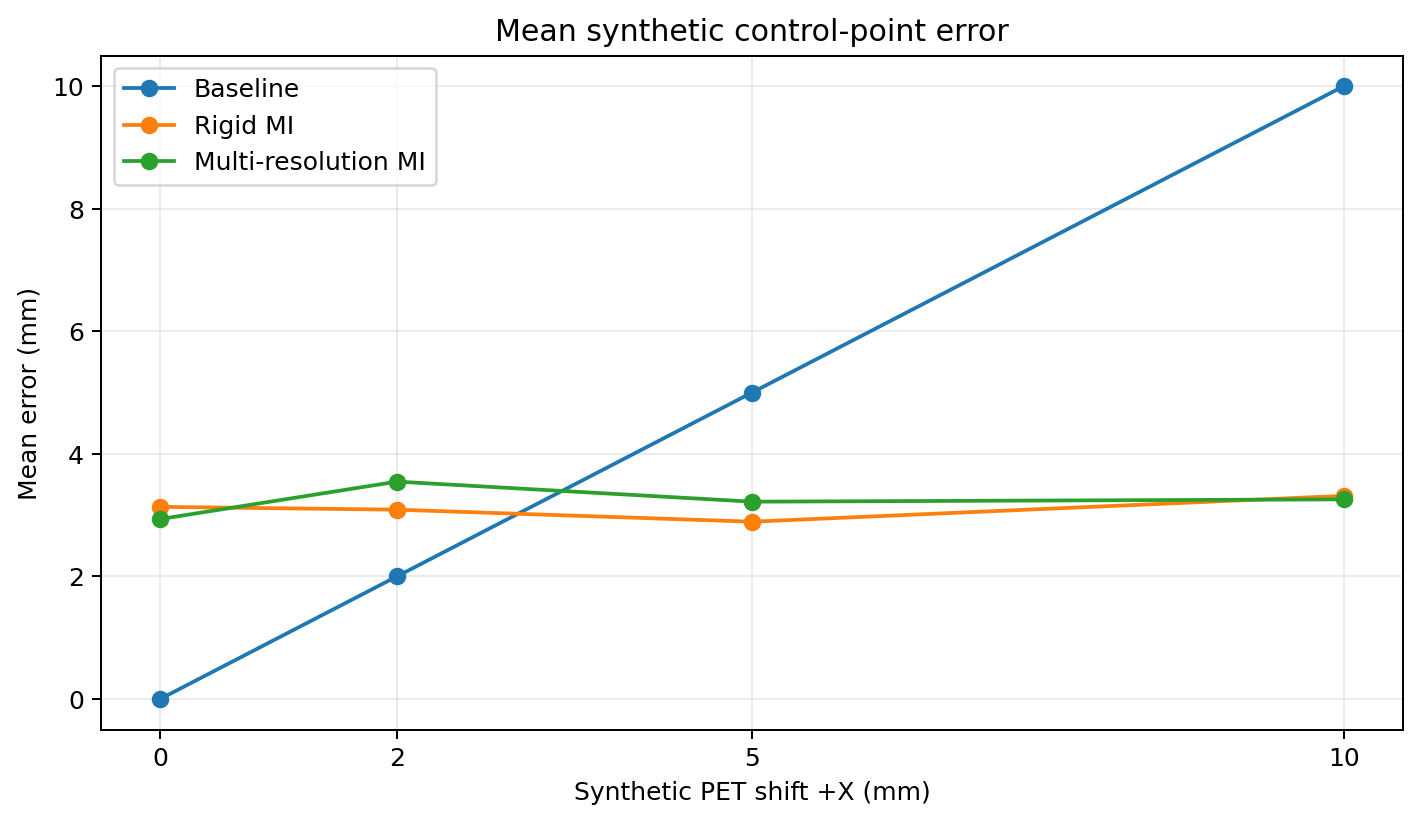 Mean synthetic control-point error
Baseline
Rigid MI
Multi-resolution MI
10
8
6
4
2
0
Mean error (mm)
0 2 5 10
Synthetic PET shift +X (mm)